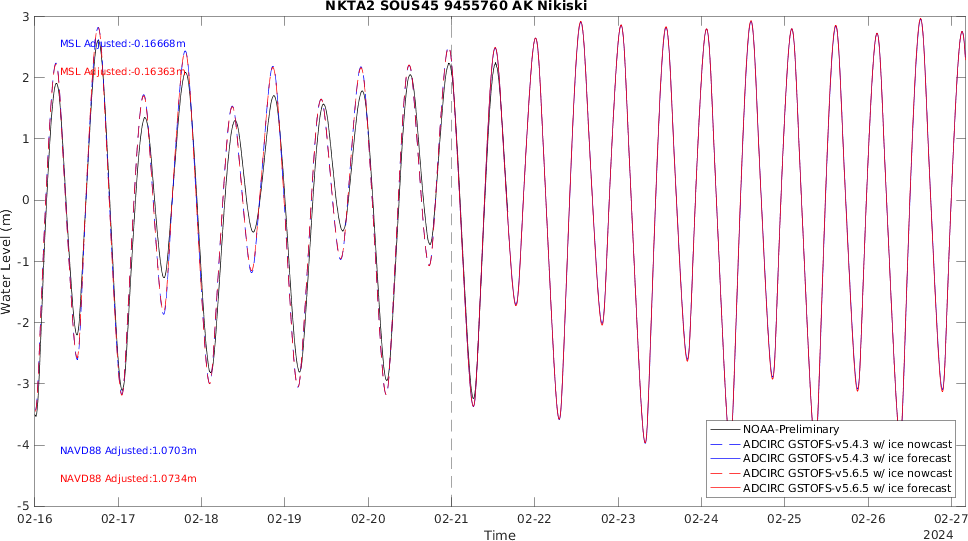 NKTA2 SOUS45 9455760 AK Nikiski
MSL Adjusted:-0.16668m
MSL Adjusted:-0.16363m
NAVD88 Adjusted:1.0703m
NAVD88 Adjusted:1.0734m
Water Level (m)
3
2
1
0
-1
-2
-3
-4
-5
NOAA-Preliminary
ADCIRC GSTOFS-v5.4.3 w/ ice nowcast
ADCIRC GSTOFS-v5.4.3 w/ ice forecast
ADCIRC GSTOFS-v5.6.5 w/ ice nowcast
ADCIRC GSTOFS-v5.6.5 w/ ice forecast
02-16 02-17 02-18 02-19 02-20 02-21 02-22 02-23 02-24 02-25 02-26 02-27
Time
2024